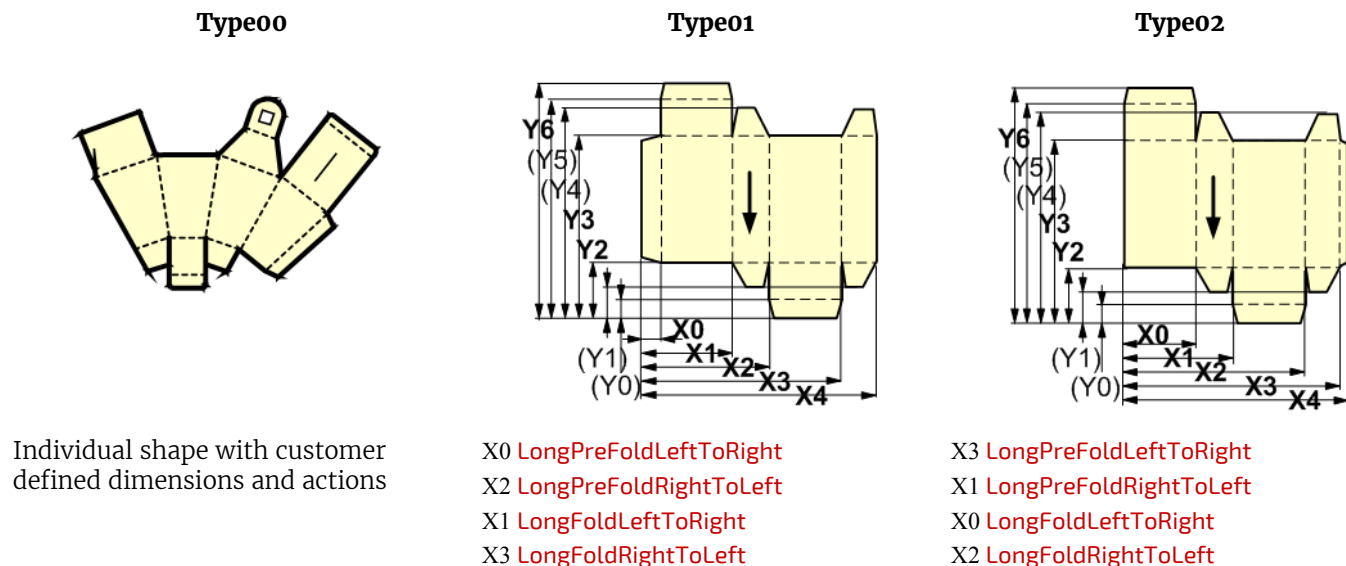 Type00
Type01
Type02
Y6
(Y5)
(Y4)
Y3
Y2
X0
X1
X2
X3
X4
(Y1)
(Y0)
Y6
(Y5)
(Y4)
Y3
Y2
X0
X1
X2
X3
X4
(Y1)
(Y0)
Individual shape with customer
defined dimensions and actions
X0 LongPreFoldLeftToRight
X2 LongPreFoldRightToLeft
X1 LongFoldLeftToRight
X3 LongFoldRightToLeft
X3 LongPreFoldLeftToRight
X1 LongPreFoldRightToLeft
X0 LongFoldLeftToRight
X2 LongFoldRightToLeft